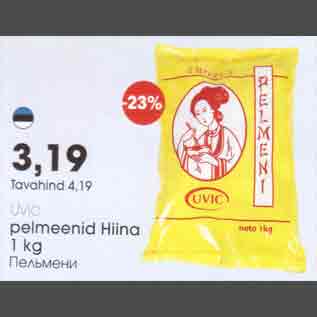 -23%
3,19
Tavahind 4,19
Uvic
pelmeenid Hiina
1 kg
Пельмени
PELMENI
UVIC
neto 1kg